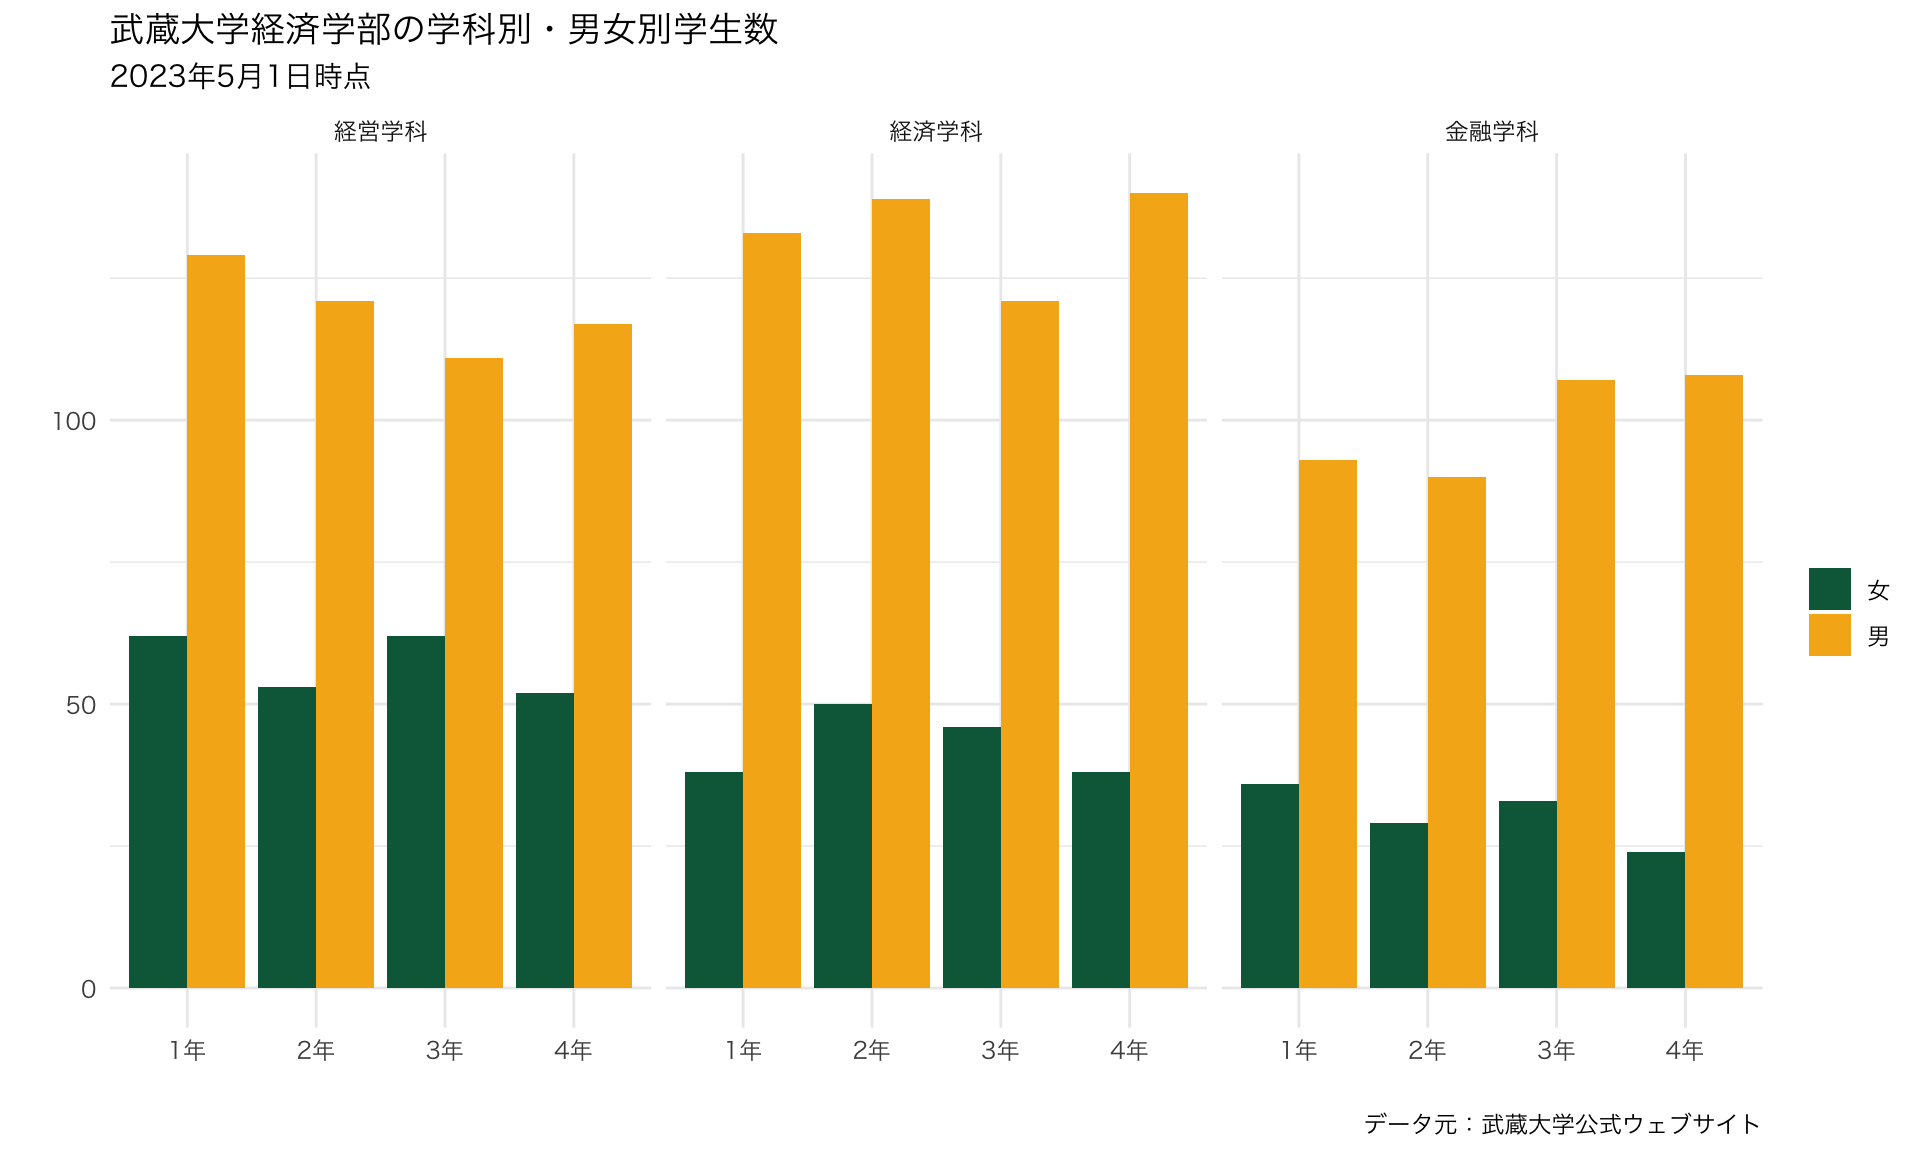 武蔵大学経済学部の学科別・男女別学生数
2023年5月1日時点
経営学科 経済学科 金融学科
100
50
0
1年 2年 3年 4年 1年 2年 3年 4年 1年 2年 3年 4年
女
男
データ元：武蔵大学公式ウェブサイト